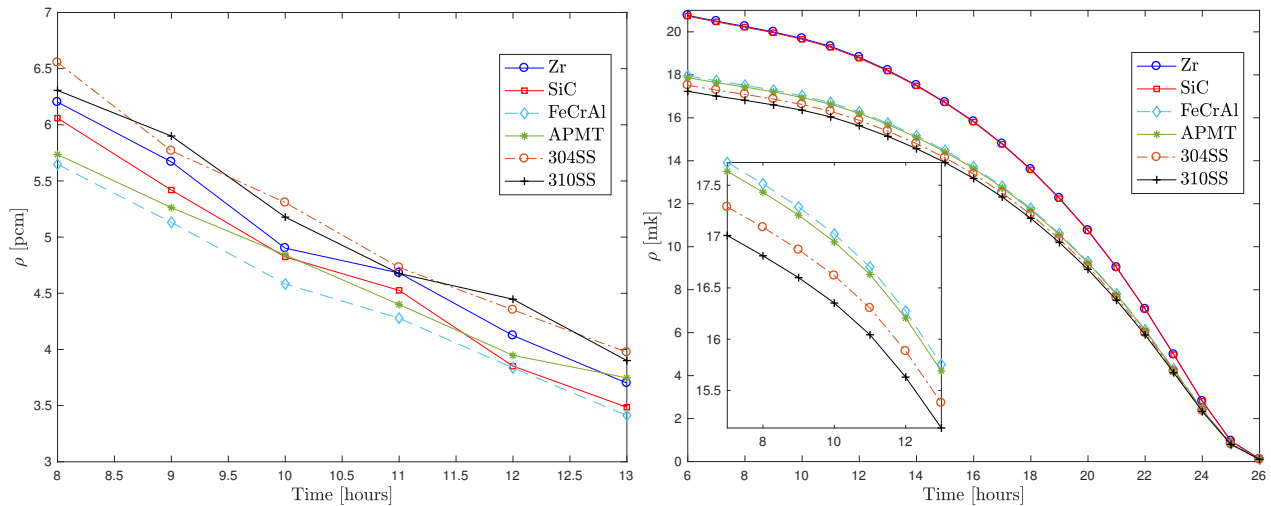 7
6.5
6
5.5
5
4.5
4
3.5
3
ρ [pcm]
8 8.5 9 9.5 10 10.5 11 11.5 12 12.5 13
Time [hours]
Zr
SiC
FeCrAl
APMT
304SS
310SS
20
18
16
14
12
10
8
6
4
2
0
ρ [mk]
6 8 10 12 14 16 18 20 22 24 26
Time [hours]
Zr
SiC
FeCrAl
APMT
304SS
310SS
17.5
17
16.5
16
15.5
8 10 12